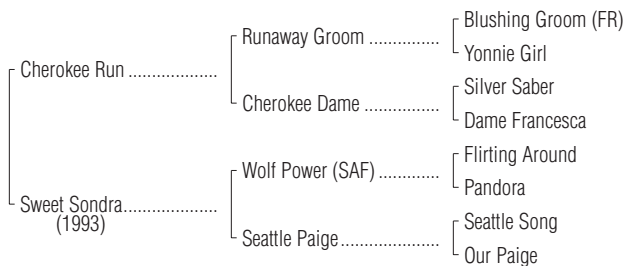 Blushing Groom (FR)
Runaway Groom ..............
Yonnie Girl
Cherokee Run ..................
Silver Saber
Cherokee Dame ...............
Dame Francesca
Flirting Around
Wolf Power (SAF) ............
Pandora
Sweet Sondra...................
(1993)
Seattle Song
Seattle Paige....................
Our Paige